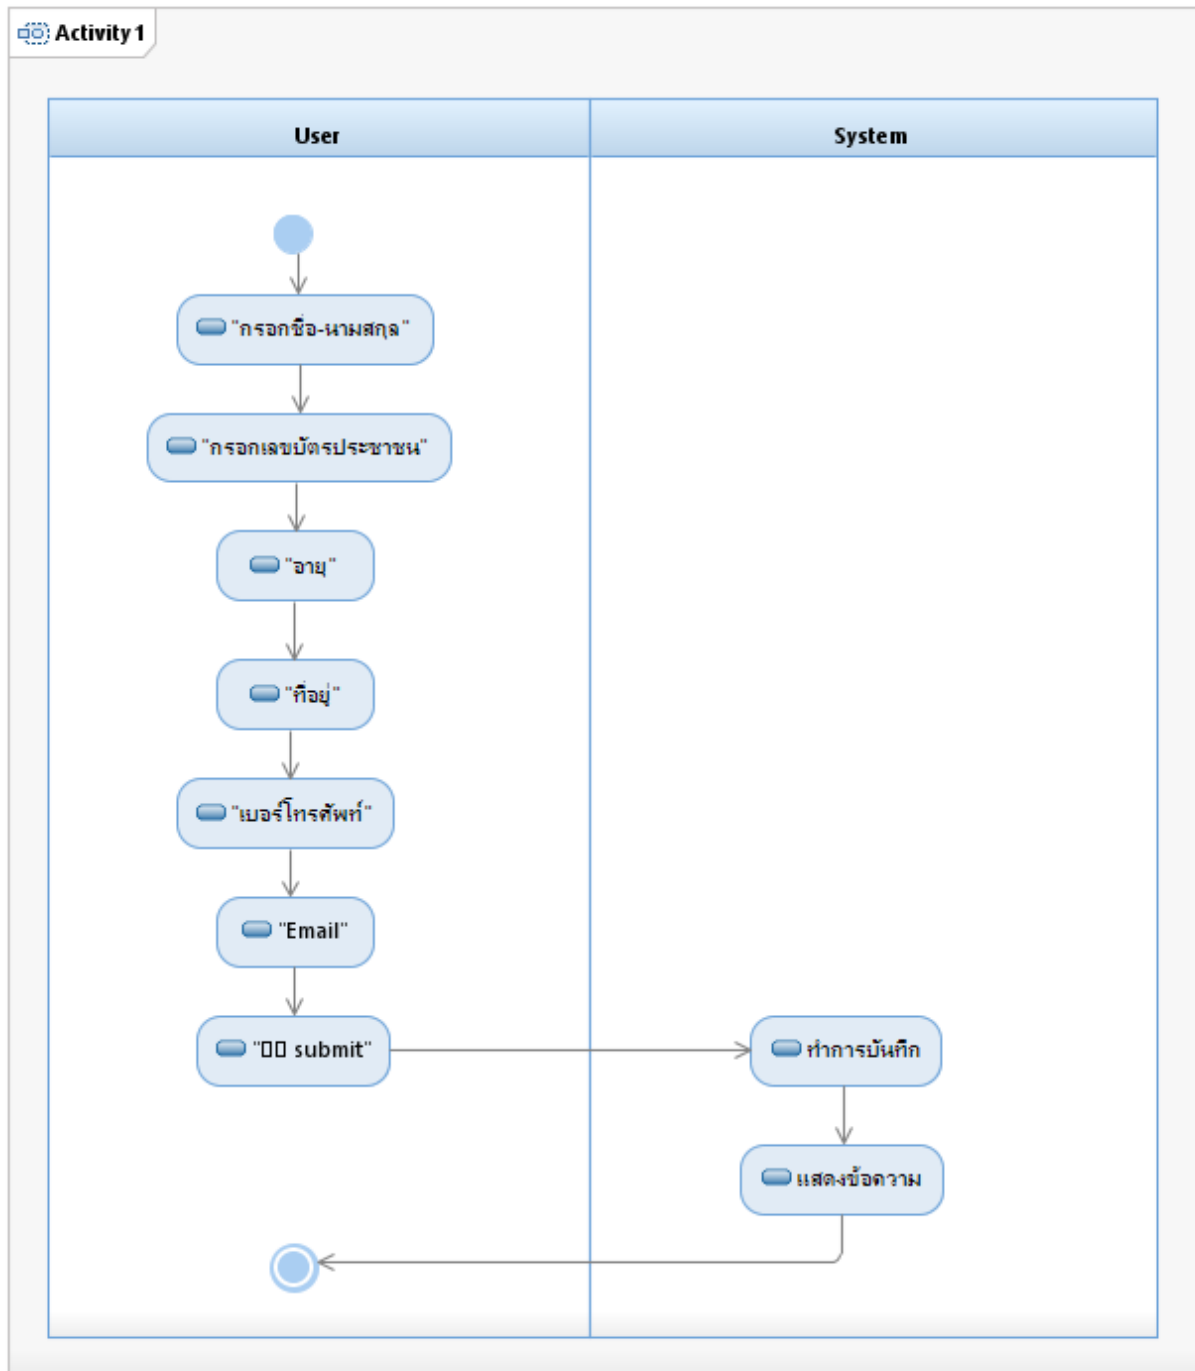 Activity 1
User
System
"กรอกชื่อ-นามสกุล"
"กรอกเลขบัตรประชาชน"
"อายุ"
"ที่อยู่"
"เบอร์โทรศัพท์"
"Email"
"▯▯ submit"
ทำการบันทึก
แสดงข้อความ